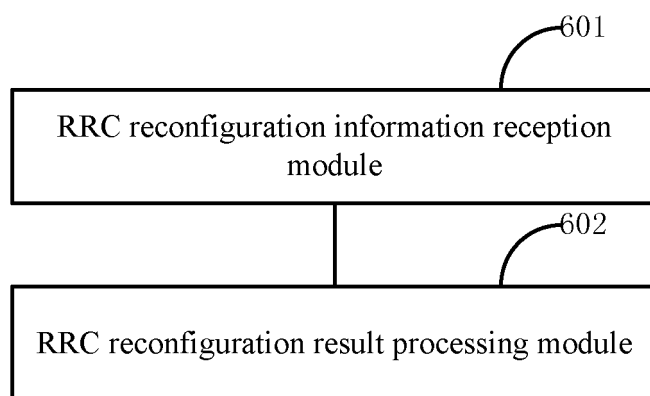 601
RRC reconfiguration information reception
module
602
RRC reconfiguration result processing module